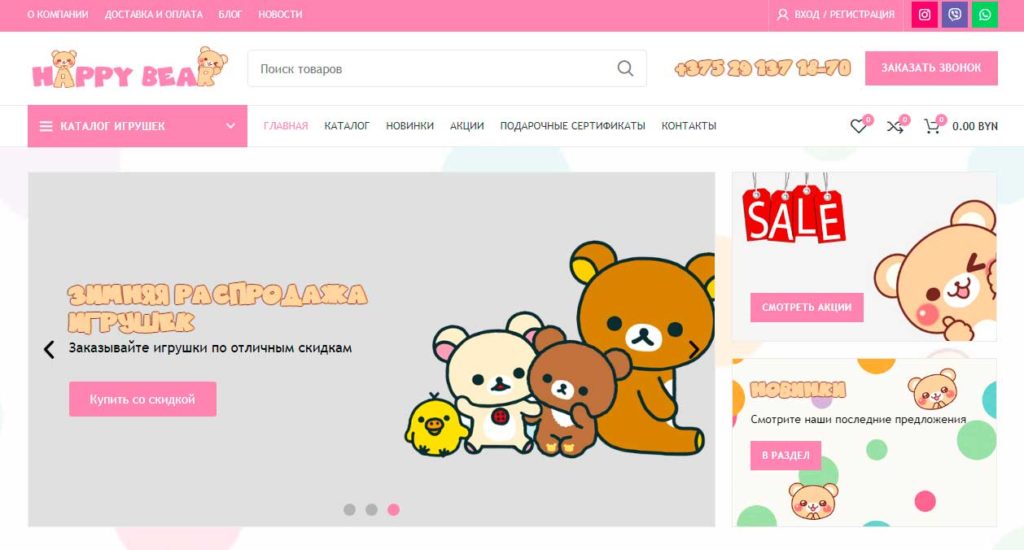 О КОМПАНИИ ДОСТАВКА И ОПЛАТА БЛОГ НОВОСТИ ВХОД / РЕГИСТРАЦИЯ
HAPPY BEAR Поиск товаров +375 29 137 18-70 ЗАКАЗАТЬ ЗВОНОК
КАТАЛОГ ИГРУШЕК ГЛАВНАЯ КАТАЛОГ НОВИНКИ АКЦИИ ПОДАРОЧНЫЕ СЕРТИФИКАТЫ КОНТАКТЫ 0 0 0 0.00 BYN
ЗИМНЯЯ РАСПРОДАЖА
ИГРУШЕК
Заказывайте игрушки по отличным скидкам
Купить со скидкой
SALE
СМОТРЕТЬ АКЦИИ
НОВИНКИ
Смотрите наши последние предложения
В РАЗДЕЛ